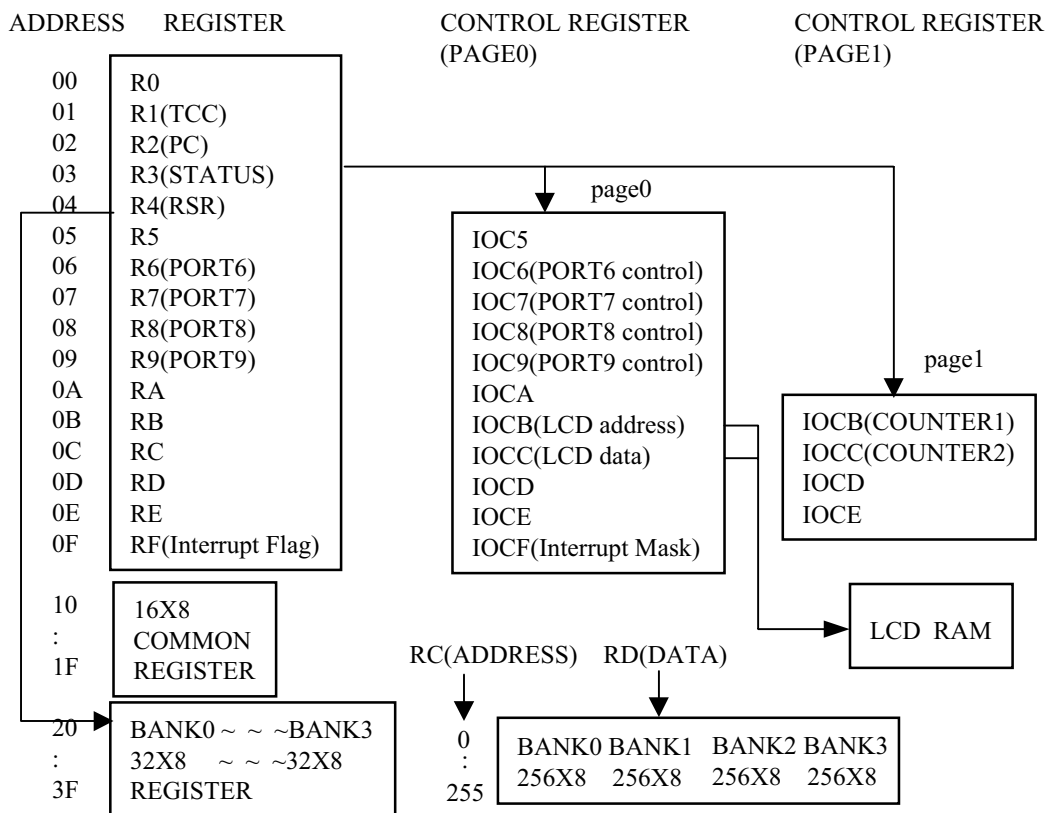 ADDRESS REGISTER CONTROL REGISTER CONTROL REGISTER
(PAGE0) (PAGE1)
00 R0
01 R1(TCC)
02 R2(PC)
03 R3(STATUS)
04 R4(RSR)
05 R5
06 R6(PORT6)
07 R7(PORT7)
08 R8(PORT8)
09 R9(PORT9)
0A RA
0B RB
0C RC
0D RD
0E RE
0F RF(Interrupt Flag)
page0
IOC5
IOC6(PORT6 control)
IOC7(PORT7 control)
IOC8(PORT8 control)
IOC9(PORT9 control)
IOCA
IOCB(LCD address)
IOCC(LCD data)
IOCD
IOCE
IOCF(Interrupt Mask)
page1
IOCB(COUNTER1)
IOCC(COUNTER2)
IOCD
IOCE
LCD RAM
10 16X8
: COMMON
1F REGISTER
20 BANK0 ~ ~ ~BANK3
: 32X8 ~ ~ ~32X8
3F REGISTER
RC(ADDRESS) RD(DATA)
0
:
255
BANK0 BANK1 BANK2 BANK3
256X8 256X8 256X8 256X8